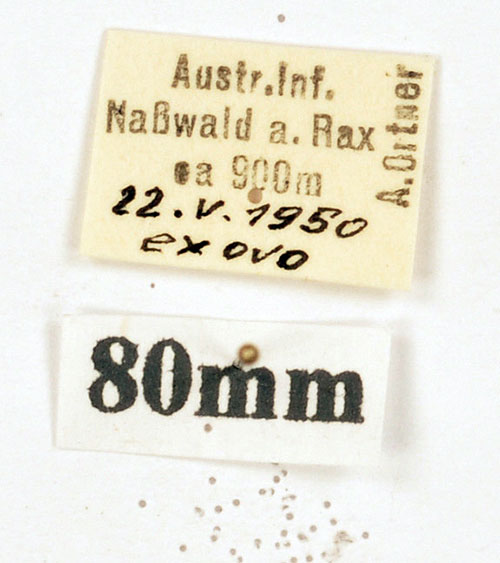 Austr.Inf.
Naßwald a. Rax
ca 900m
22.V.1950
ex ovo
A.Ortner
80mm